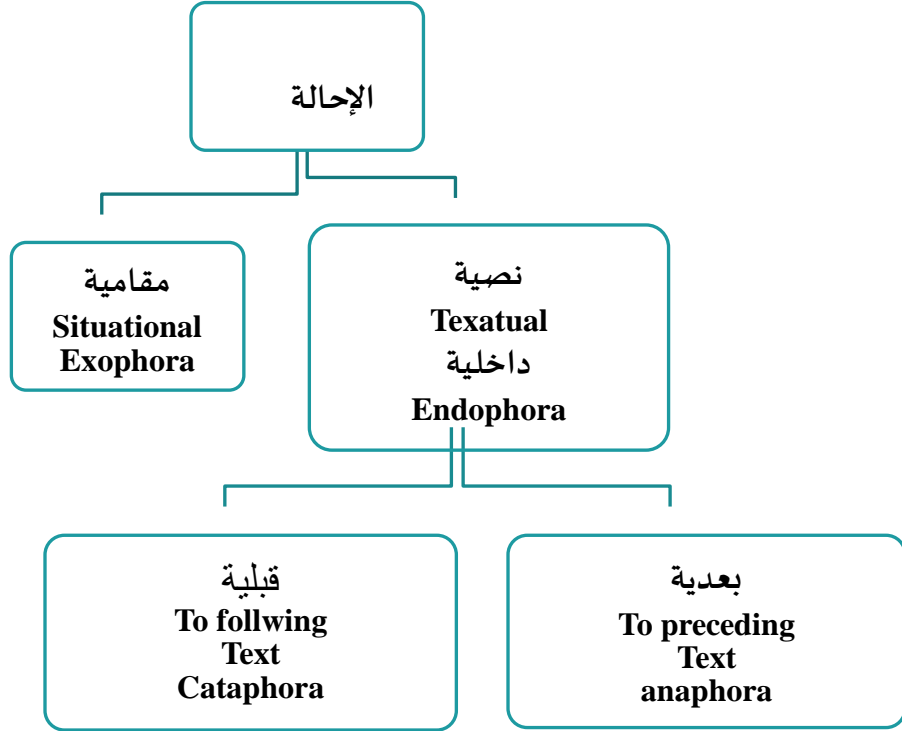 الإحالة
مقامية
Situational
Exophora
نصية
Texatual
داخلية
Endophora
قبلية
To follwing
Text
Cataphora
بعدية
To preceding
Text
anaphora